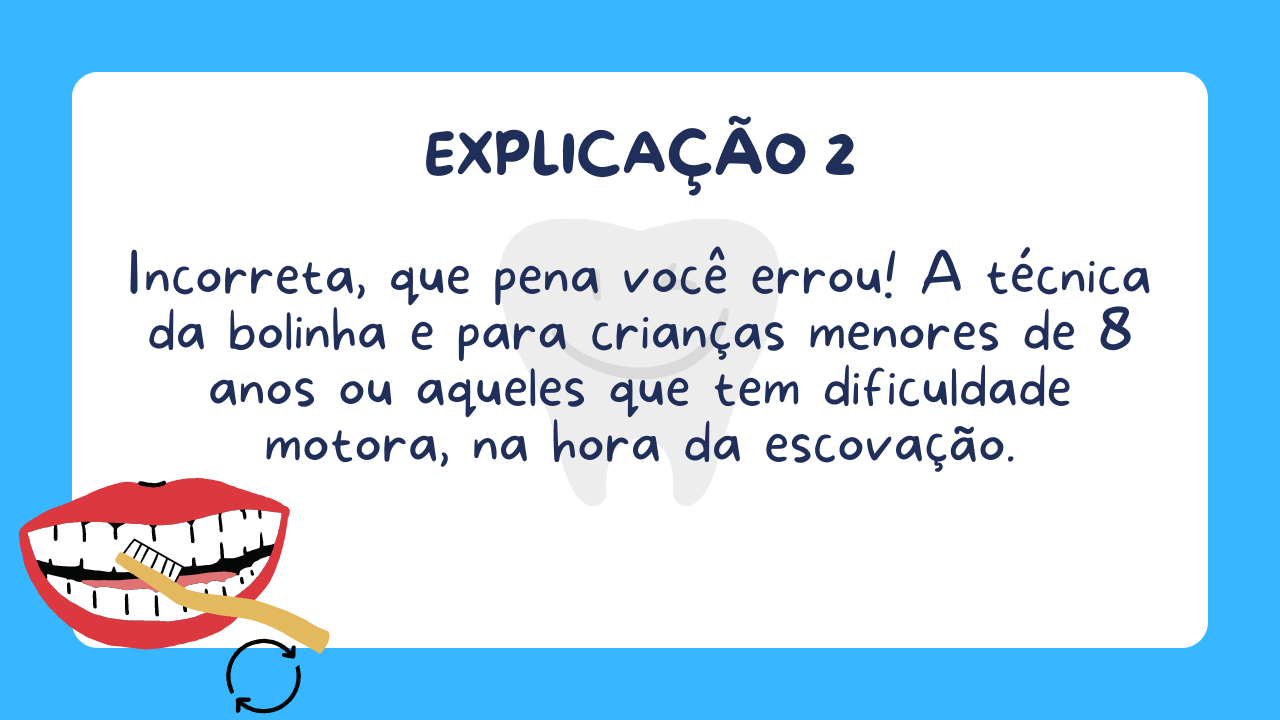 EXPLICAÇÃO 2
Incorreta, que pena você errou! A técnica
da bolinha e para crianças menores de 8
anos ou aqueles que tem dificuldade
motora, na hora da escovação.